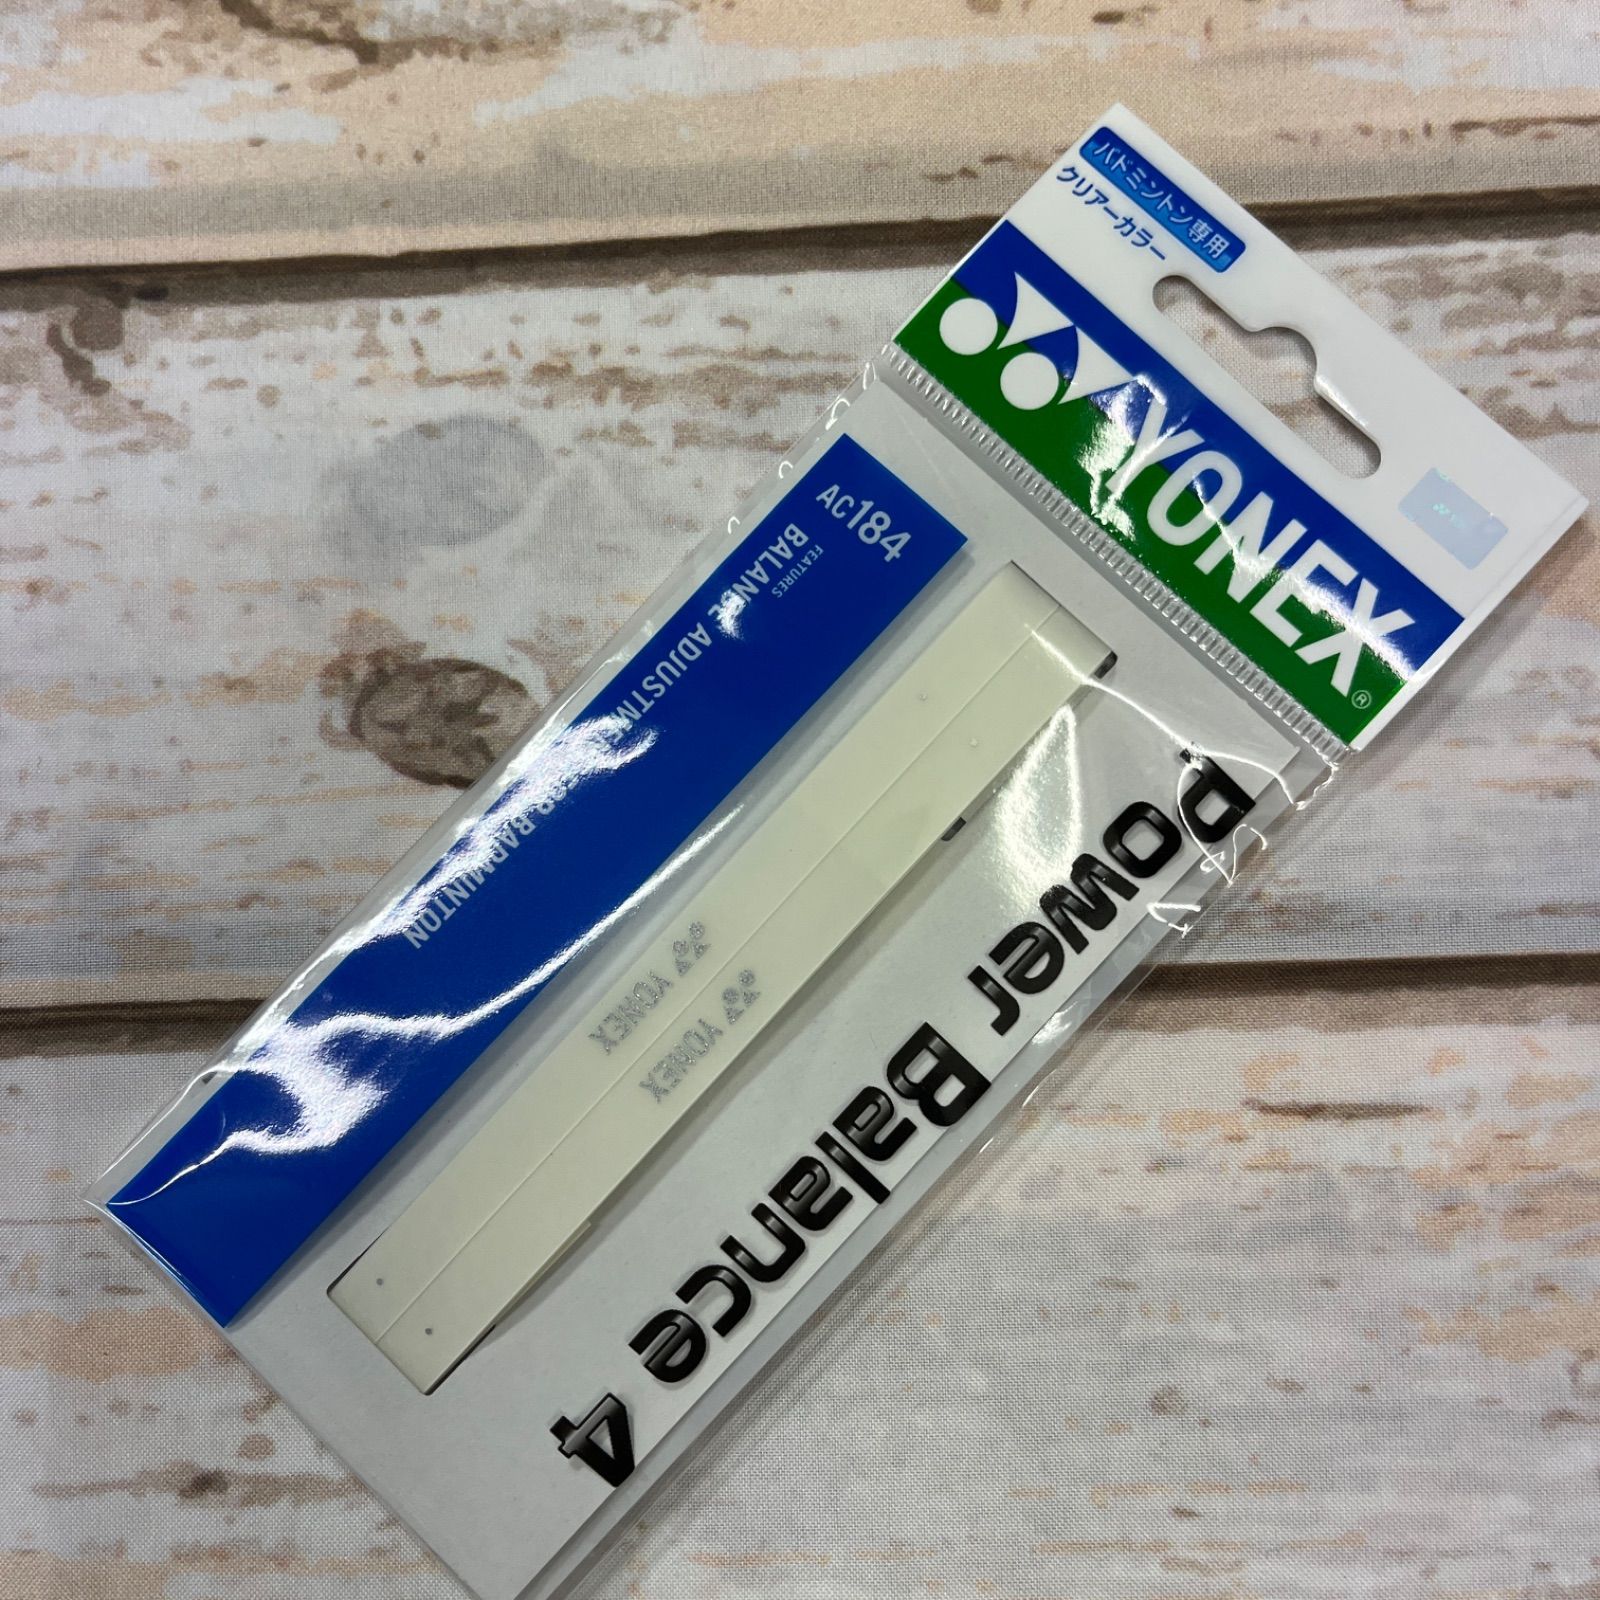 バドミントン専用
クリアーカラー
YONEX®
AC184
FEATURES
BALANCE ADJUSTMENT FOR BADMINTON
YONEX
YONEX
Power Balance 4